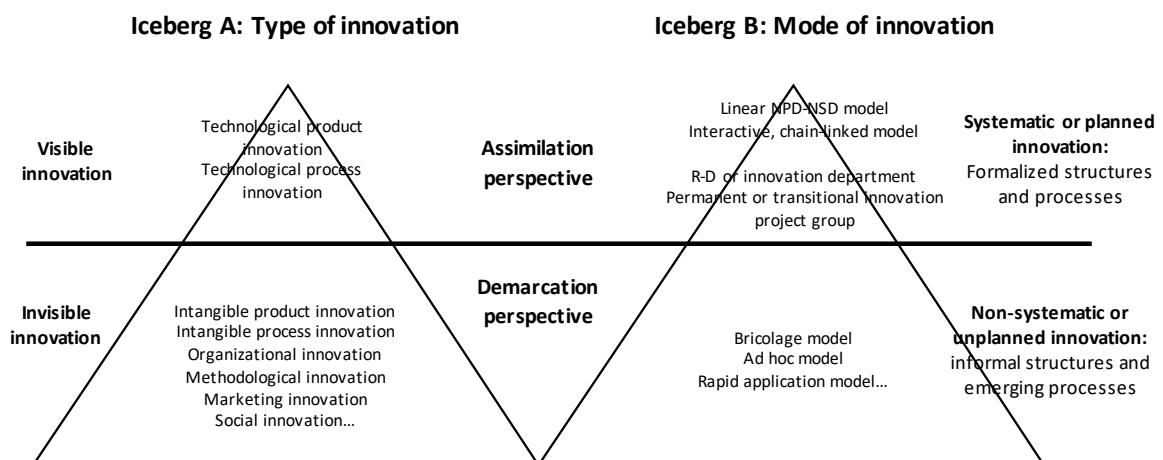 Iceberg A: Type of innovation
Iceberg B: Mode of innovation
Visible
innovation
Technological product
innovation
Technological process
innovation
Assimilation
perspective
Linear NPD-NSD model
Interactive, chain-linked model
R-D or innovation department
Permanent or transitional innovation
project group
Systematic or planned
innovation:
Formalized structures
and processes
Invisible
innovation
Intangible product innovation
Intangible process innovation
Organizational innovation
Methodological innovation
Marketing innovation
Social innovation…
Demarcation
perspective
Bricolage model
Ad hoc model
Rapid application model…
Non-systematic or
unplanned innovation:
informal structures and
emerging processes